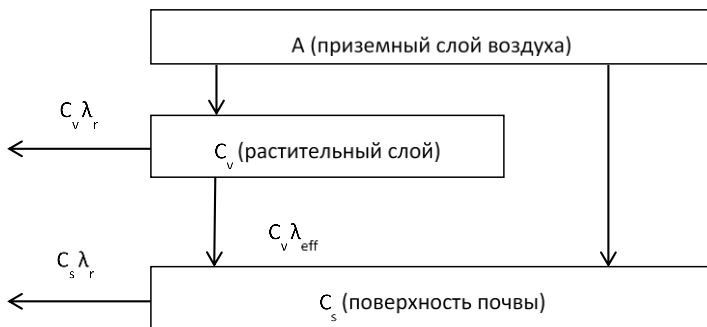 A (приземный слой воздуха)
C_v λ_r
C_v (растительный слой)
C_v λ_eff
C_s λ_r
C_s (поверхность почвы)